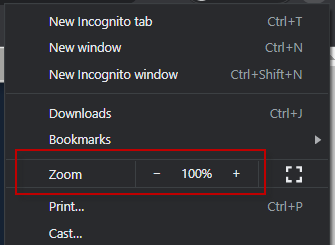 New Incognito tab Ctrl+T
New window Ctrl+N
New Incognito window Ctrl+Shift+N
Downloads Ctrl+J
Bookmarks
Zoom − 100% +
Print... Ctrl+P
Cast...